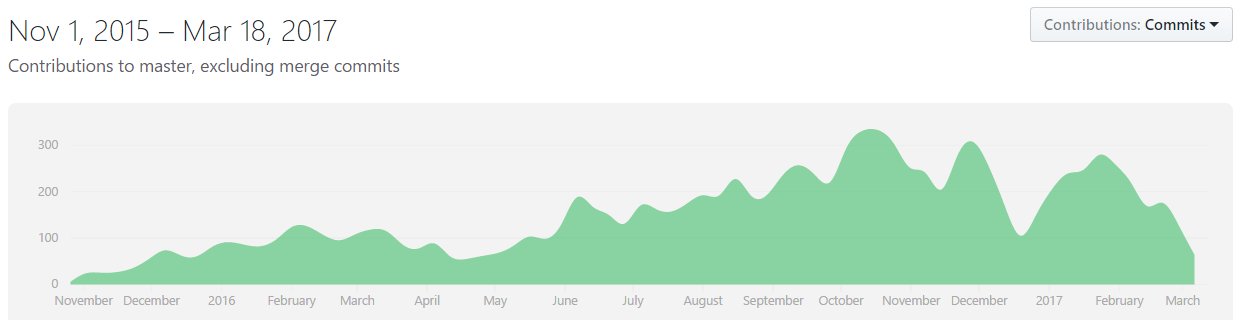 Nov 1, 2015 – Mar 18, 2017
Contributions: Commits
Contributions to master, excluding merge commits
300
200
100
0
November December 2016 February March April May June July August September October November December 2017 February March